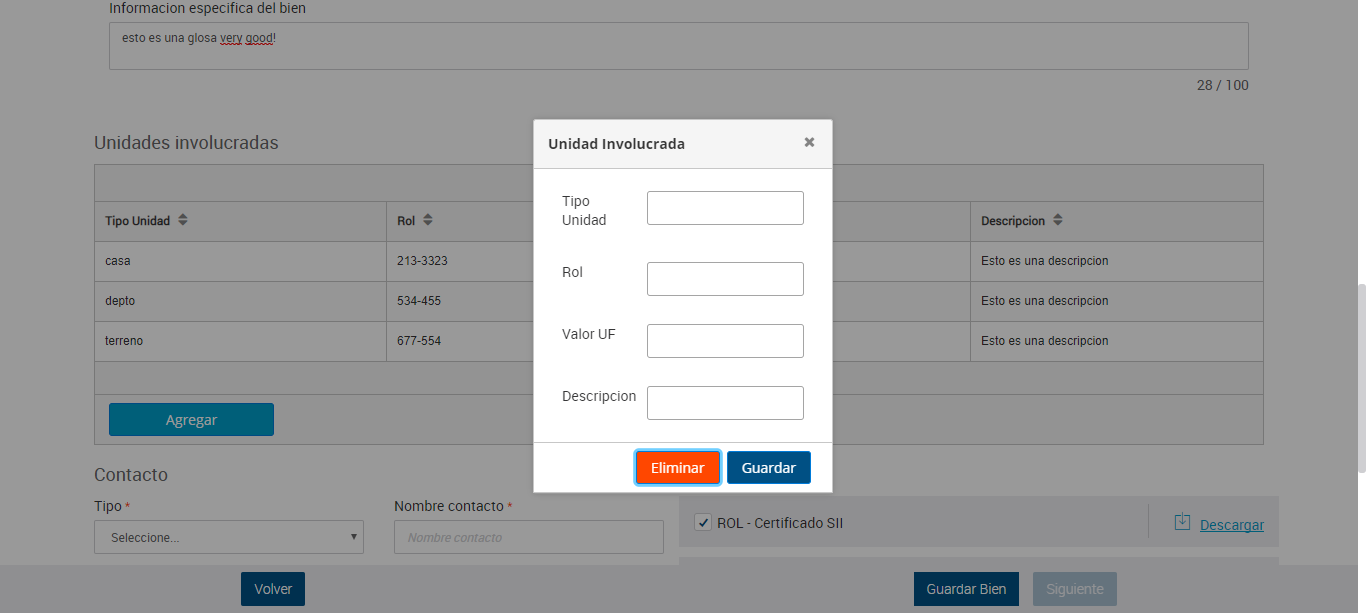 Informacion especifica del bien
esto es una glosa very good!
28 / 100
Unidades involucradas
Tipo Unidad Rol Descripcion
casa 213-3323 Esto es una descripcion
depto 534-455 Esto es una descripcion
terreno 677-554 Esto es una descripcion
Agregar
Unidad Involucrada
Tipo
Unidad
Rol
Valor UF
Descripcion
Eliminar Guardar
Contacto
Tipo * Nombre contacto *
Seleccione... Nombre contacto
ROL - Certificado SII Descargar
Volver Guardar Bien Siguiente